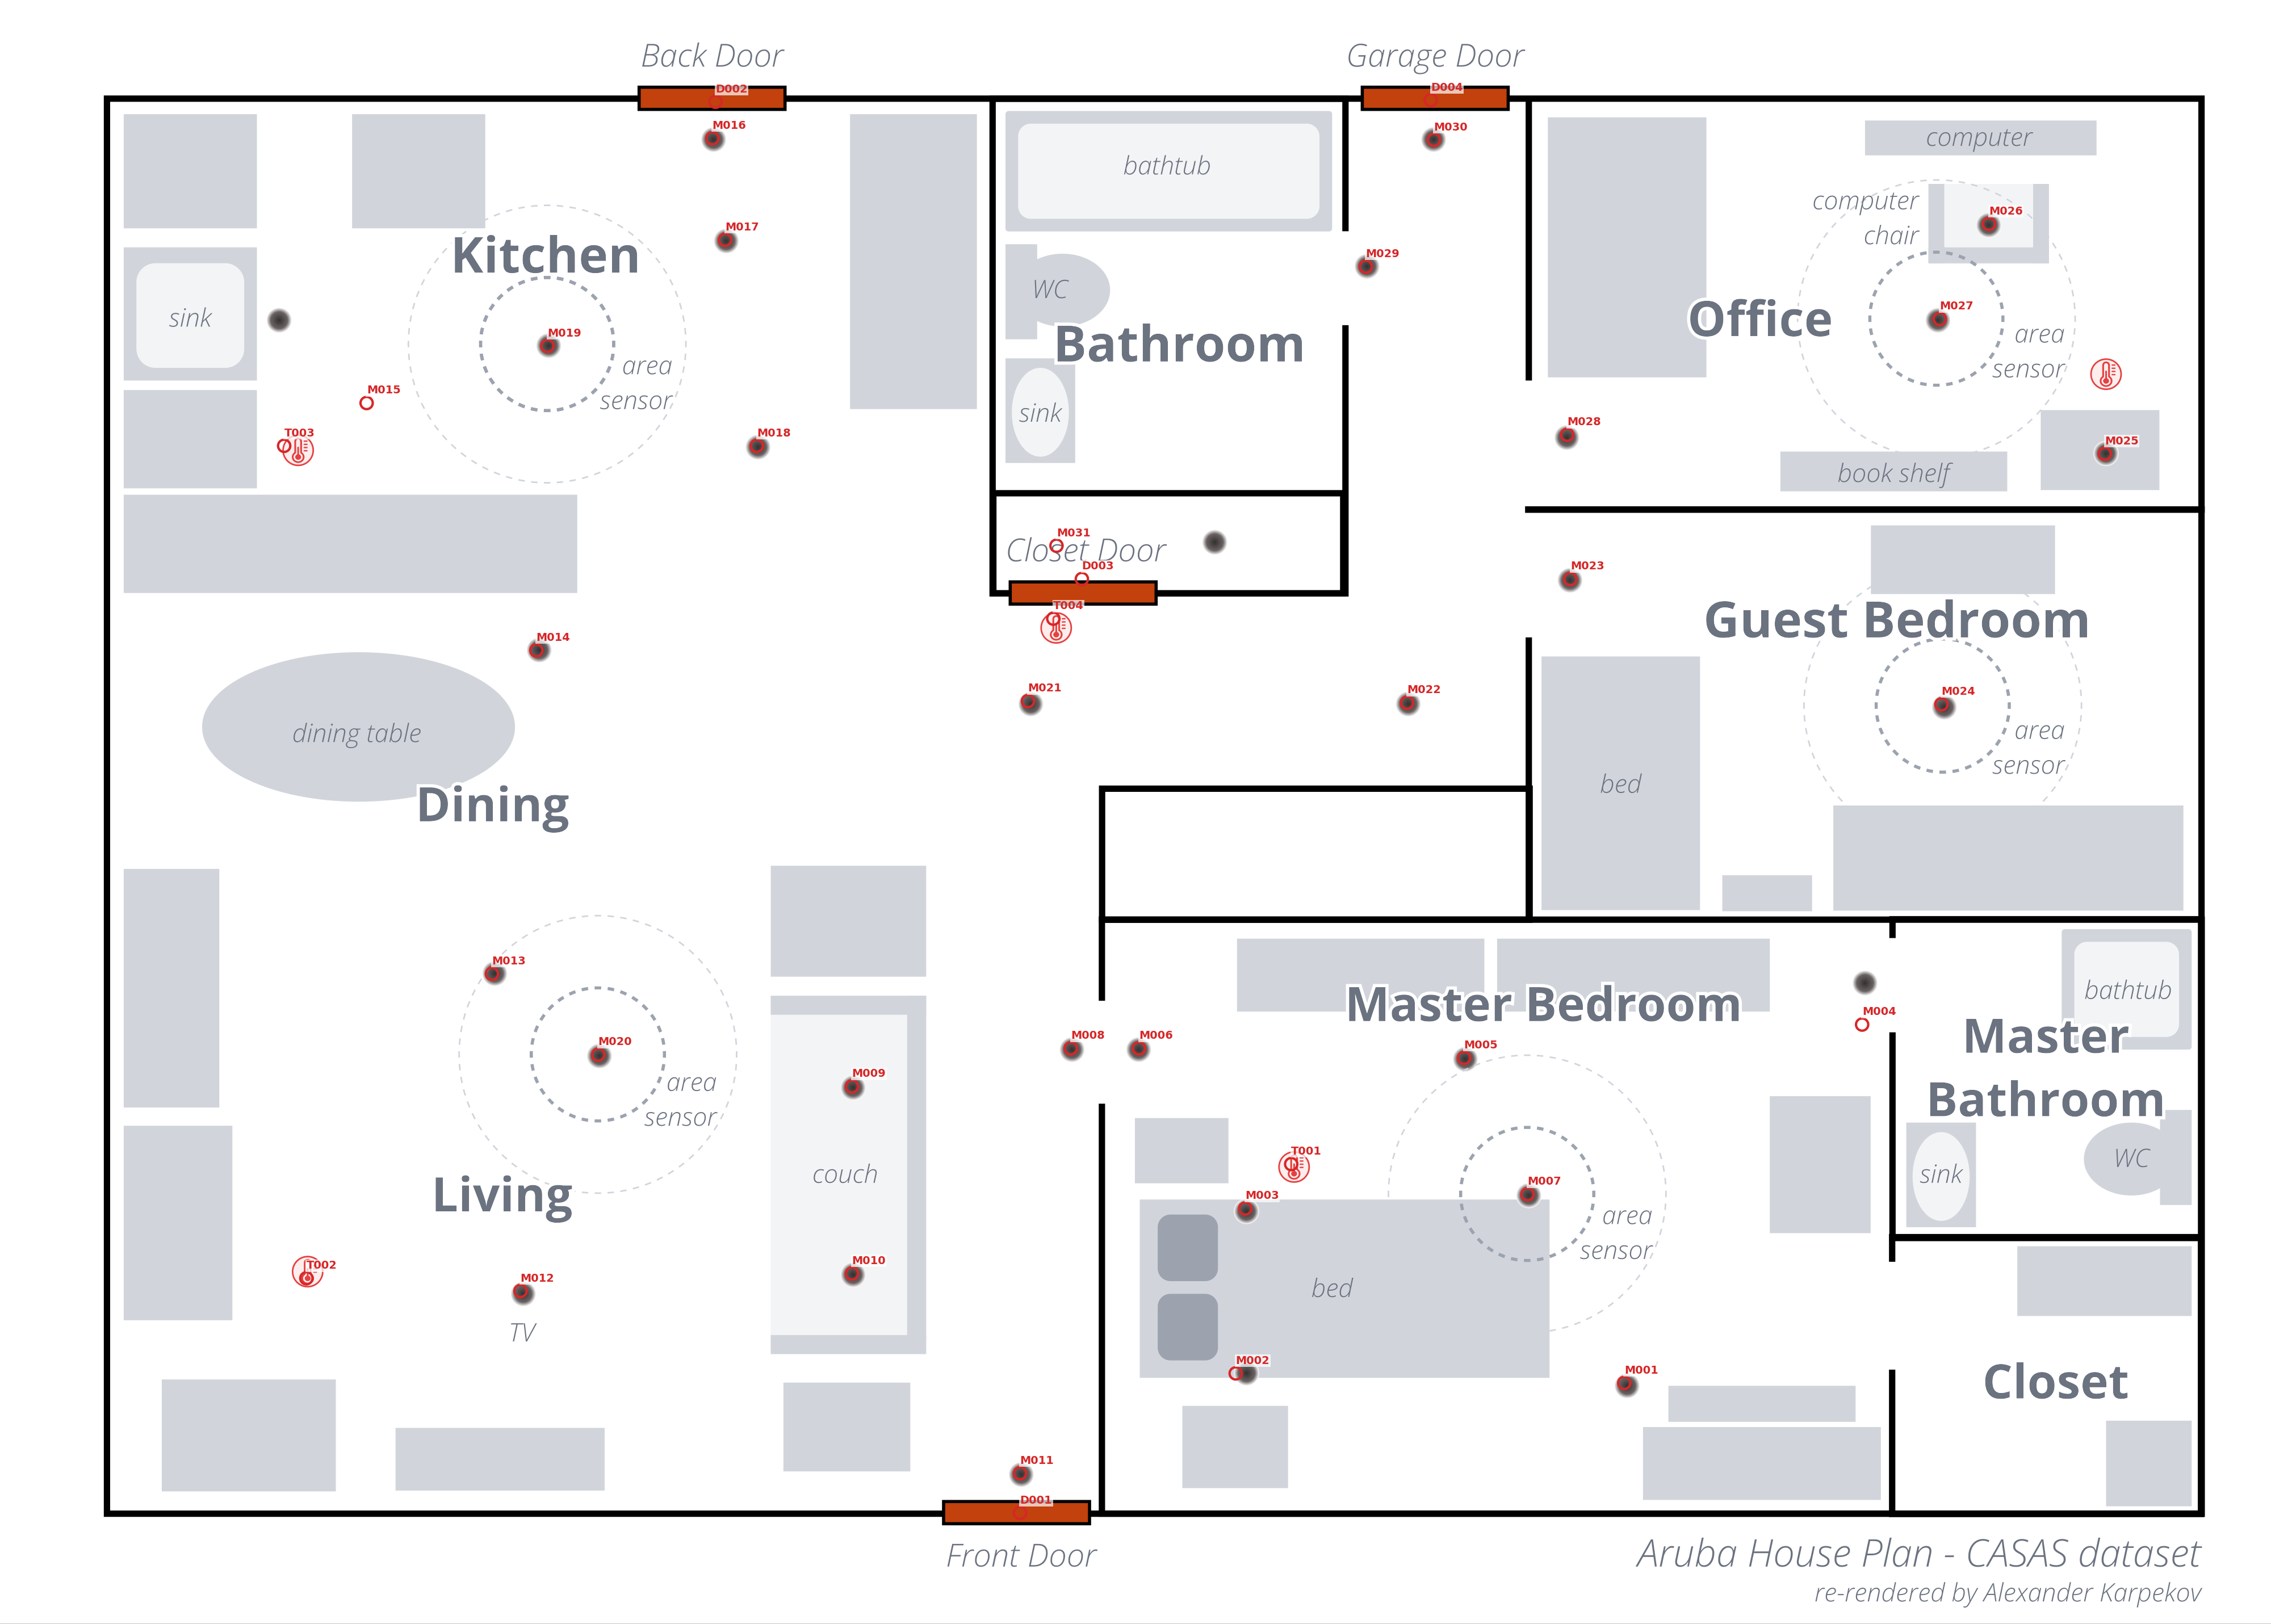 Back Door
Garage Door
D002
D004
M016
M030
bathtub
computer
computer
chair
M026
M017
Kitchen
M029
WC
sink
M019
Bathroom
Office
M027
area
sensor
area
sensor
M015
sink
T003
M018
M028
M025
book shelf
M031
Closet Door
D003
M023
T004
Guest Bedroom
M014
M021
M022
M024
dining table
area
sensor
bed
Dining
M013
Master Bedroom
bathtub
M004
Master
Bathroom
M020
M008
M006
M005
M009
area
sensor
couch
T001
M003
M007
WC
sink
Living
area
sensor
T002
M012
M010
bed
TV
M002
M001
Closet
M011
D001
Front Door
Aruba House Plan - CASAS dataset
re-rendered by Alexander Karpekov